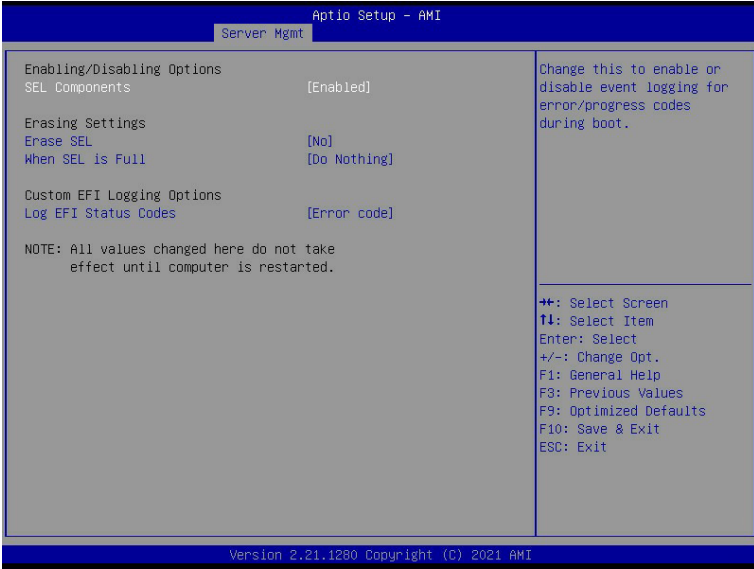 Aptio Setup - AMI
Server Mgmt
Enabling/Disabling Options
SEL Components [Enabled]
Erasing Settings
Erase SEL [No]
When SEL is Full [Do Nothing]
Custom EFI Logging Options
Log EFI Status Codes [Error code]
NOTE: All values changed here do not take
effect until computer is restarted.
Change this to enable or
disable event logging for
error/progress codes
during boot.
→←: Select Screen
↑↓: Select Item
Enter: Select
+/-: Change Opt.
F1: General Help
F3: Previous Values
F9: Optimized Defaults
F10: Save & Exit
ESC: Exit
Version 2.21.1280 Copyright (C) 2021 AMI